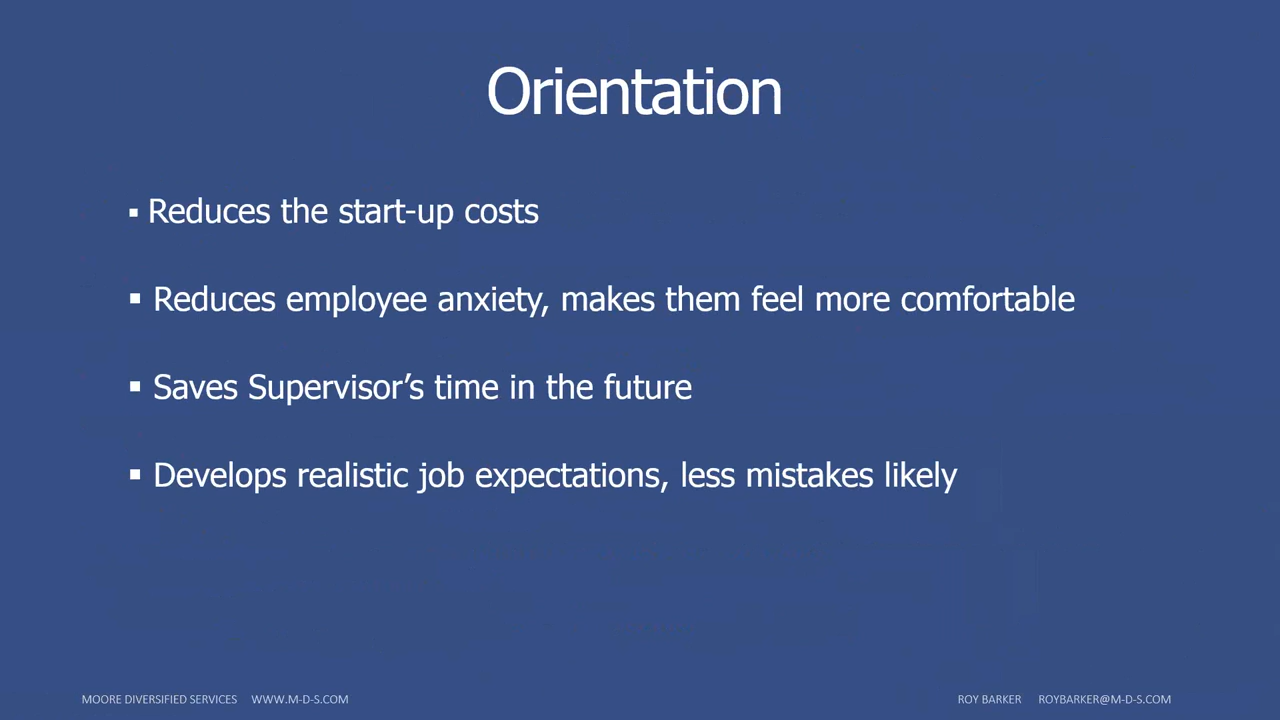 Orientation
▪ Reduces the start-up costs
▪ Reduces employee anxiety, makes them feel more comfortable
▪ Saves Supervisor’s time in the future
▪ Develops realistic job expectations, less mistakes likely
MOORE DIVERSIFIED SERVICES WWW.M-D-S.COM ROY BARKER ROYBARKER@M-D-S.COM